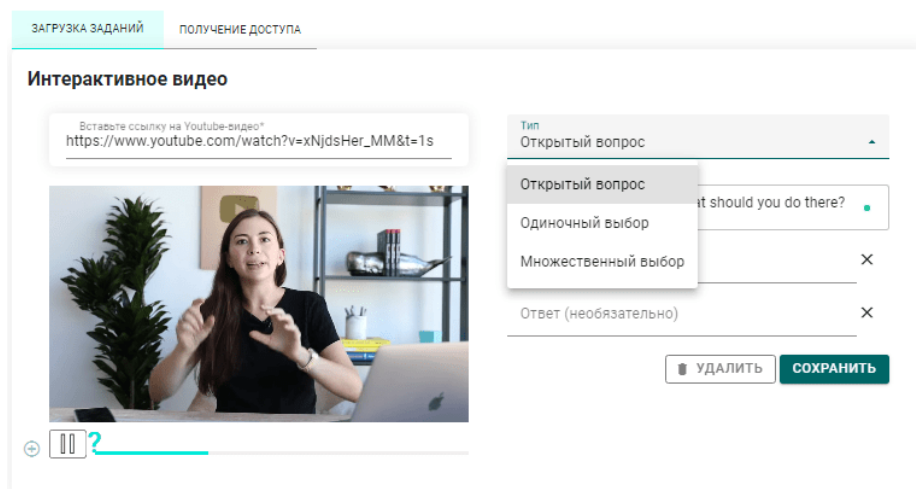 ЗАГРУЗКА ЗАДАНИЙ
ПОЛУЧЕНИЕ ДОСТУПА
Интерактивное видео
Вставьте ссылку на Youtube-видео*
https://www.youtube.com/watch?v=xNjdsHer_MM&t=1s
?
Тип
Открытый вопрос
Открытый вопрос
Одиночный выбор
Множественный выбор
at should you do there?
Ответ (необязательно)
УДАЛИТЬ
СОХРАНИТЬ